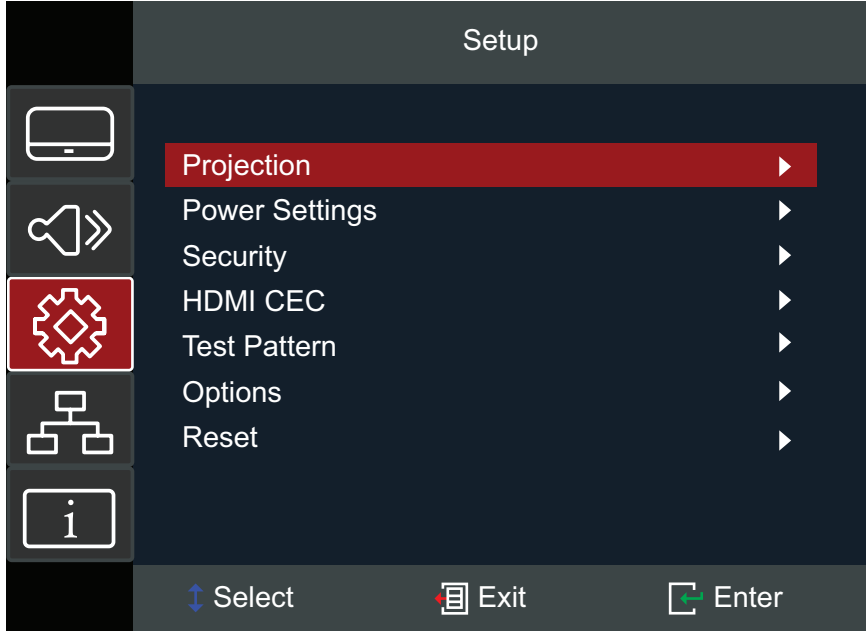 Setup
Projection
Power Settings
Security
HDMI CEC
Test Pattern
Options
Reset
i
Select Exit Enter